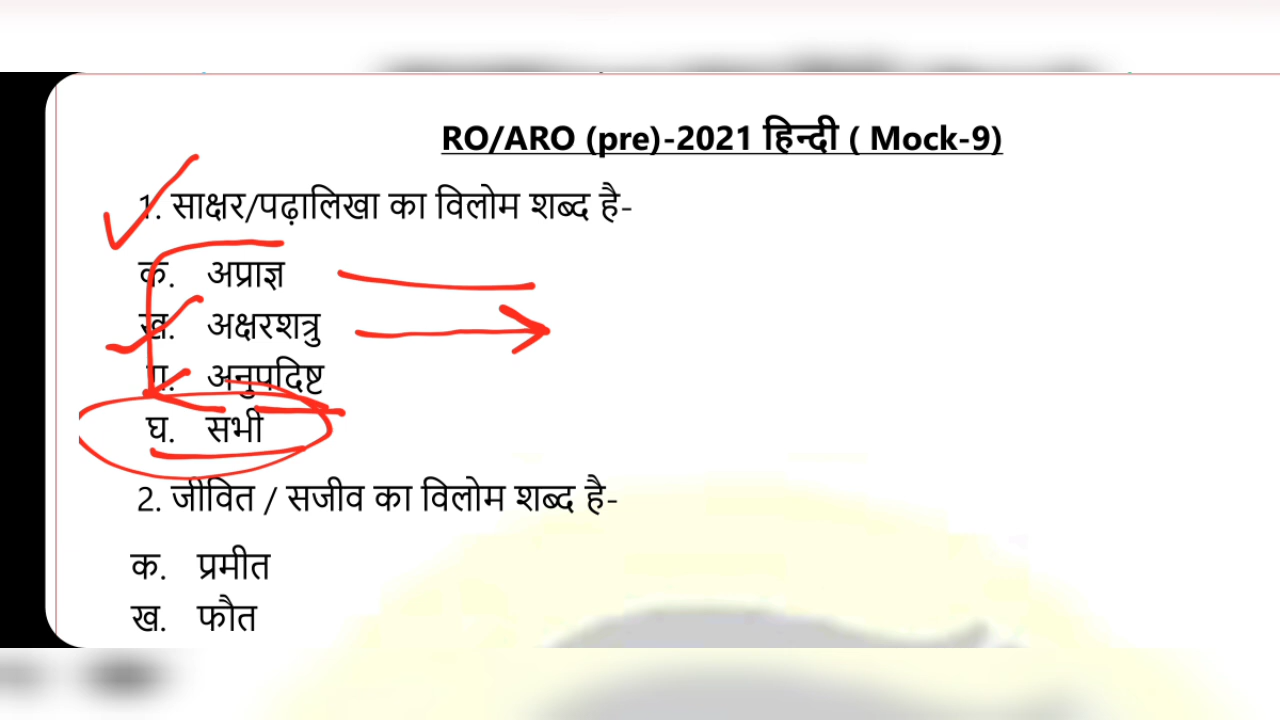 RO/ARO (pre)-2021 हिन्दी ( Mock-9)
1. साक्षर/पढ़ालिखा का विलोम शब्द है-
क. अप्राज्ञ
ख. अक्षरशत्रु
ग. अनुपदिष्ट
घ. सभी
2. जीवित / सजीव का विलोम शब्द है-
क. प्रमीत
ख. फौत